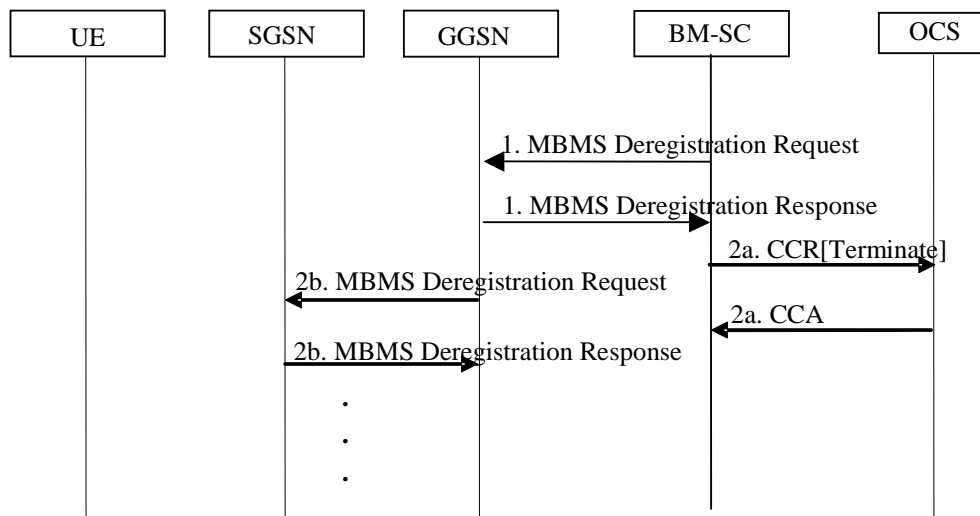 UE
SGSN
GGSN
BM-SC
OCS
1. MBMS Deregistration Request
1. MBMS Deregistration Response
2a. CCR[Terminate]
2b. MBMS Deregistration Request
2a. CCA
2b. MBMS Deregistration Response